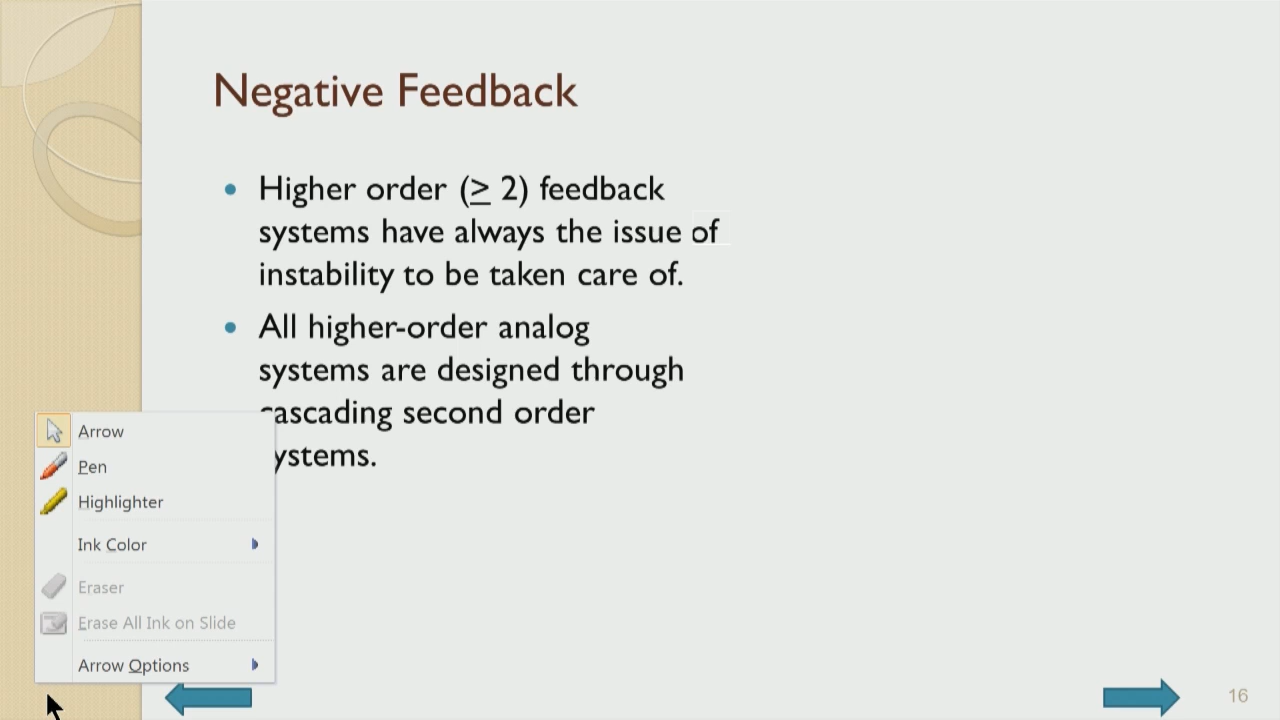 Negative Feedback
Higher order (≥ 2) feedback
systems have always the issue of
instability to be taken care of.
All higher-order analog
systems are designed through
cascading second order
ystems.
Arrow
Pen
Highlighter
Ink Color
Eraser
Erase All Ink on Slide
Arrow Options
16